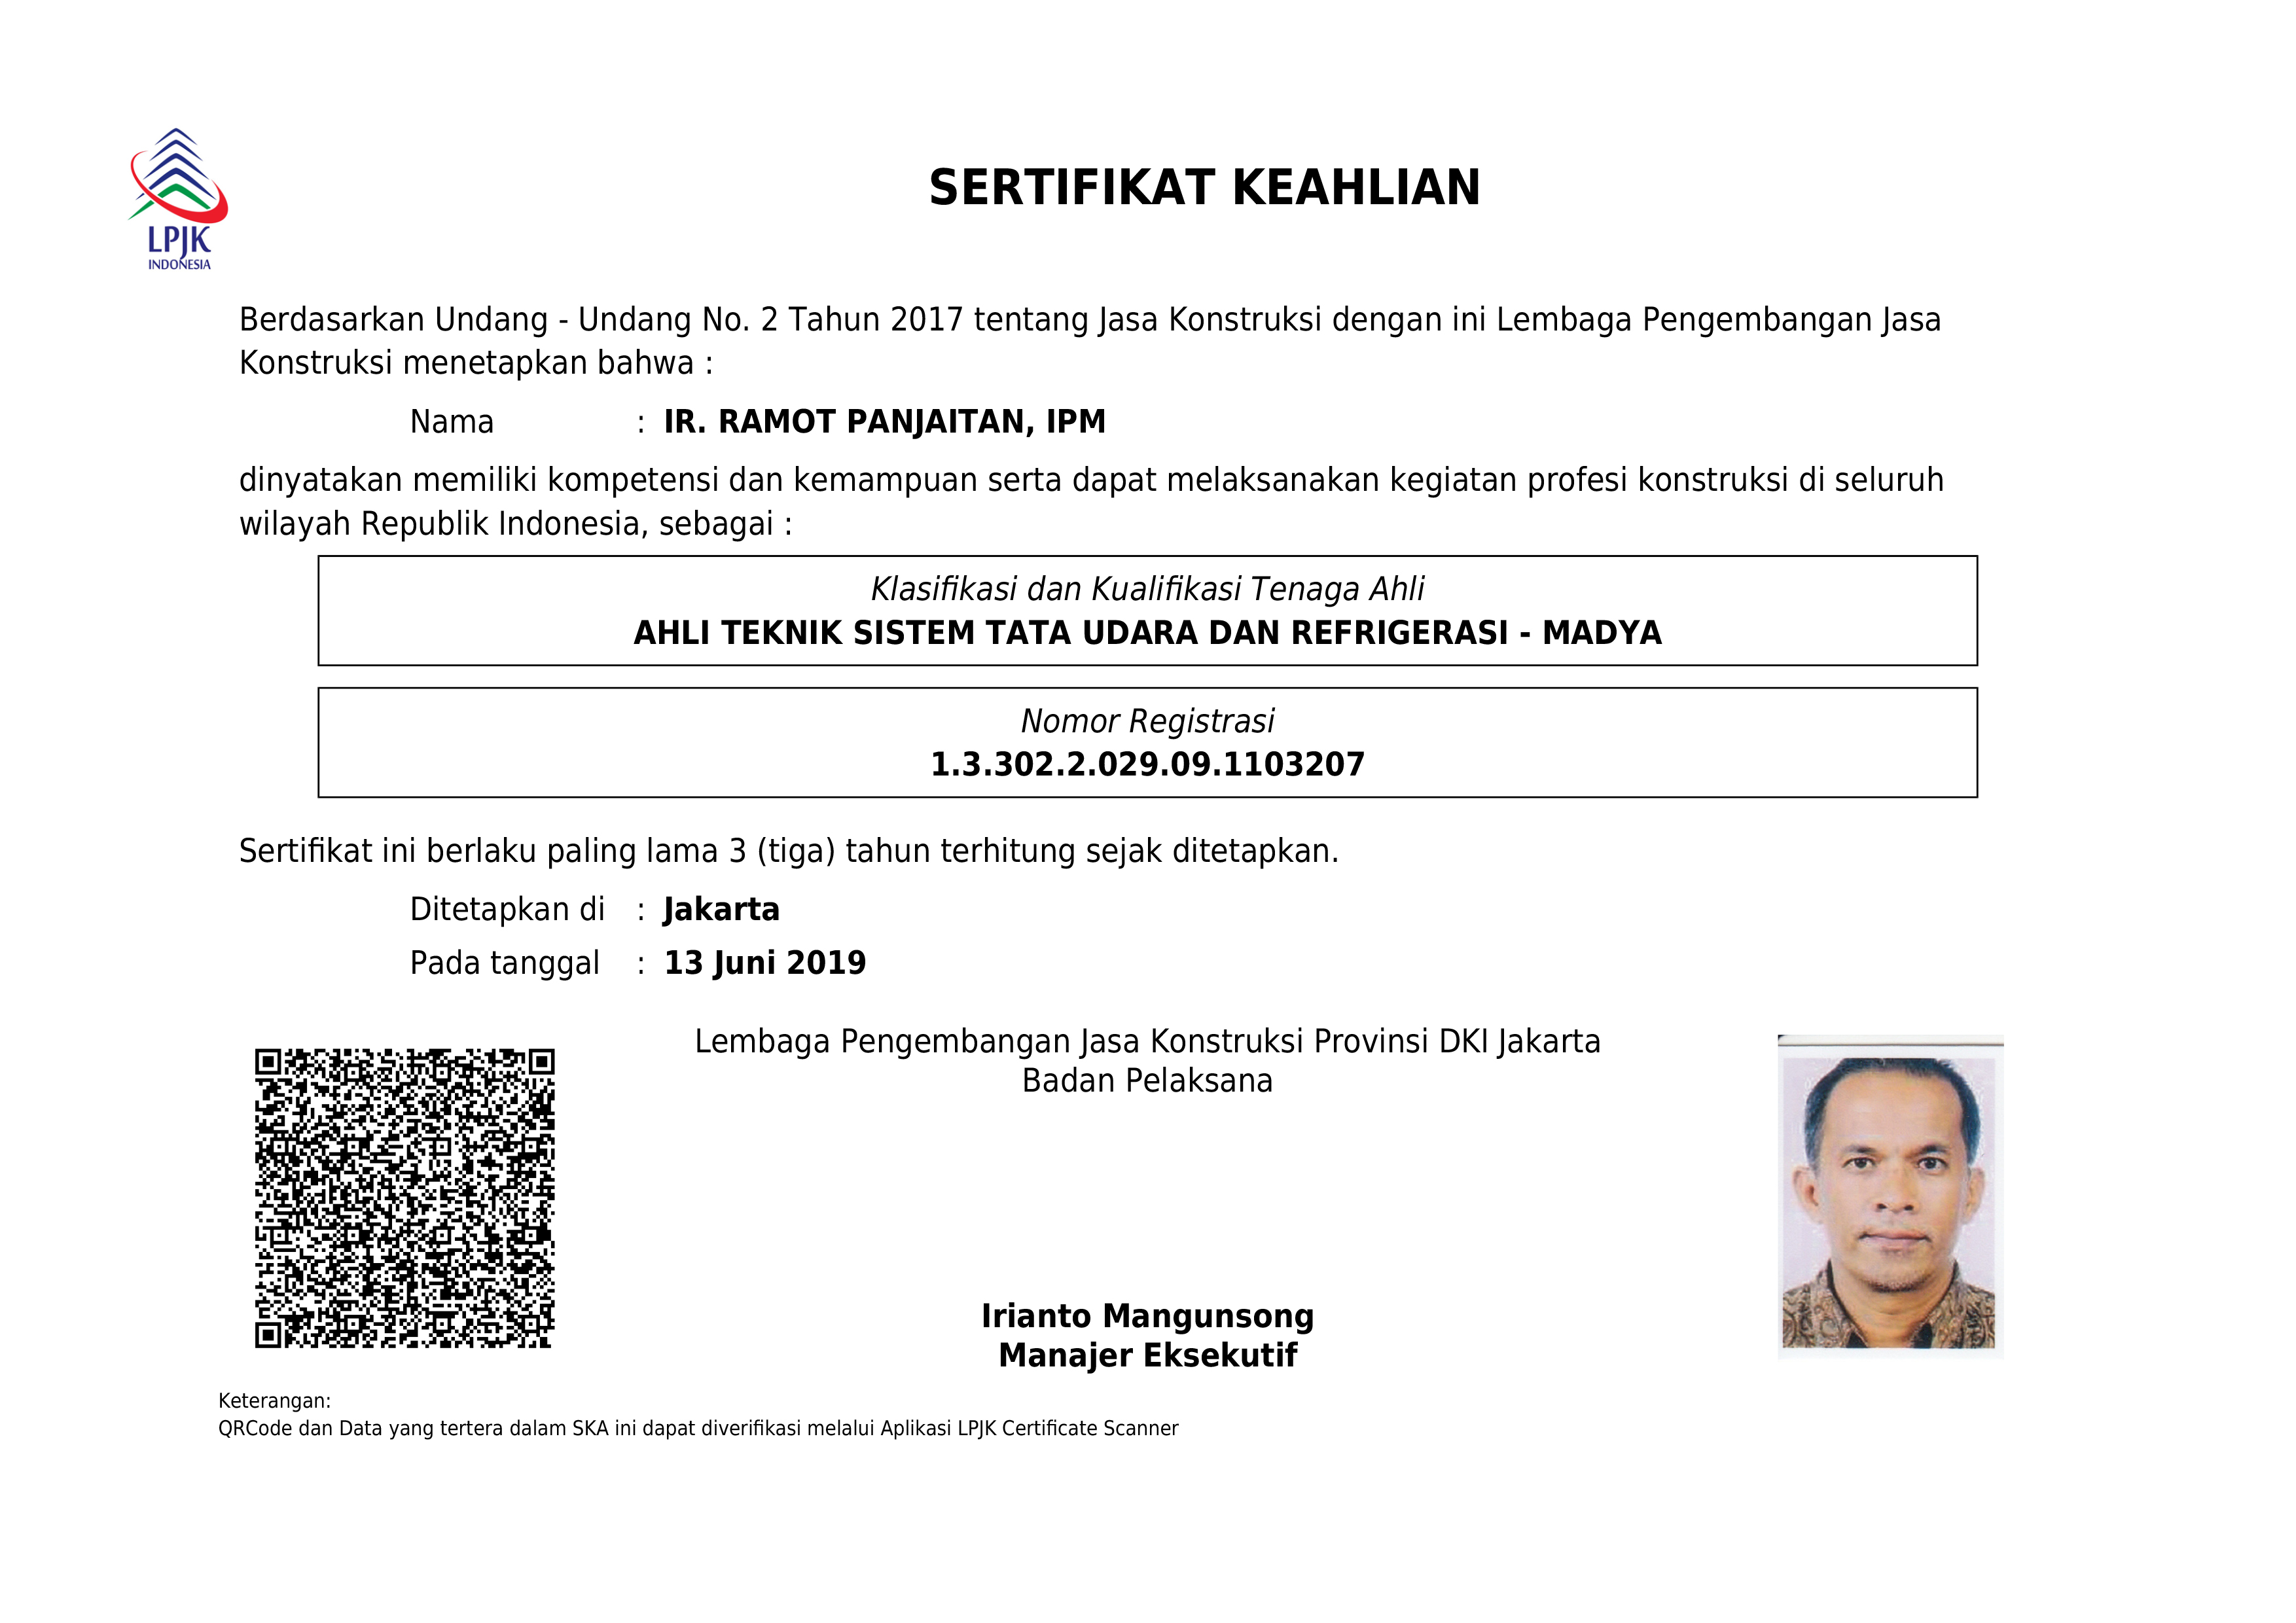 LPJK
INDONESIA
SERTIFIKAT KEAHLIAN
Berdasarkan Undang - Undang No. 2 Tahun 2017 tentang Jasa Konstruksi dengan ini Lembaga Pengembangan Jasa
Konstruksi menetapkan bahwa :
Nama : IR. RAMOT PANJAITAN, IPM
dinyatakan memiliki kompetensi dan kemampuan serta dapat melaksanakan kegiatan profesi konstruksi di seluruh
wilayah Republik Indonesia, sebagai :
Klasifikasi dan Kualifikasi Tenaga Ahli
AHLI TEKNIK SISTEM TATA UDARA DAN REFRIGERASI - MADYA
Nomor Registrasi
1.3.302.2.029.09.1103207
Sertifikat ini berlaku paling lama 3 (tiga) tahun terhitung sejak ditetapkan.
Ditetapkan di : Jakarta
Pada tanggal : 13 Juni 2019
Lembaga Pengembangan Jasa Konstruksi Provinsi DKI Jakarta
Badan Pelaksana
Irianto Mangunsong
Manajer Eksekutif
Keterangan:
QRCode dan Data yang tertera dalam SKA ini dapat diverifikasi melalui Aplikasi LPJK Certificate Scanner